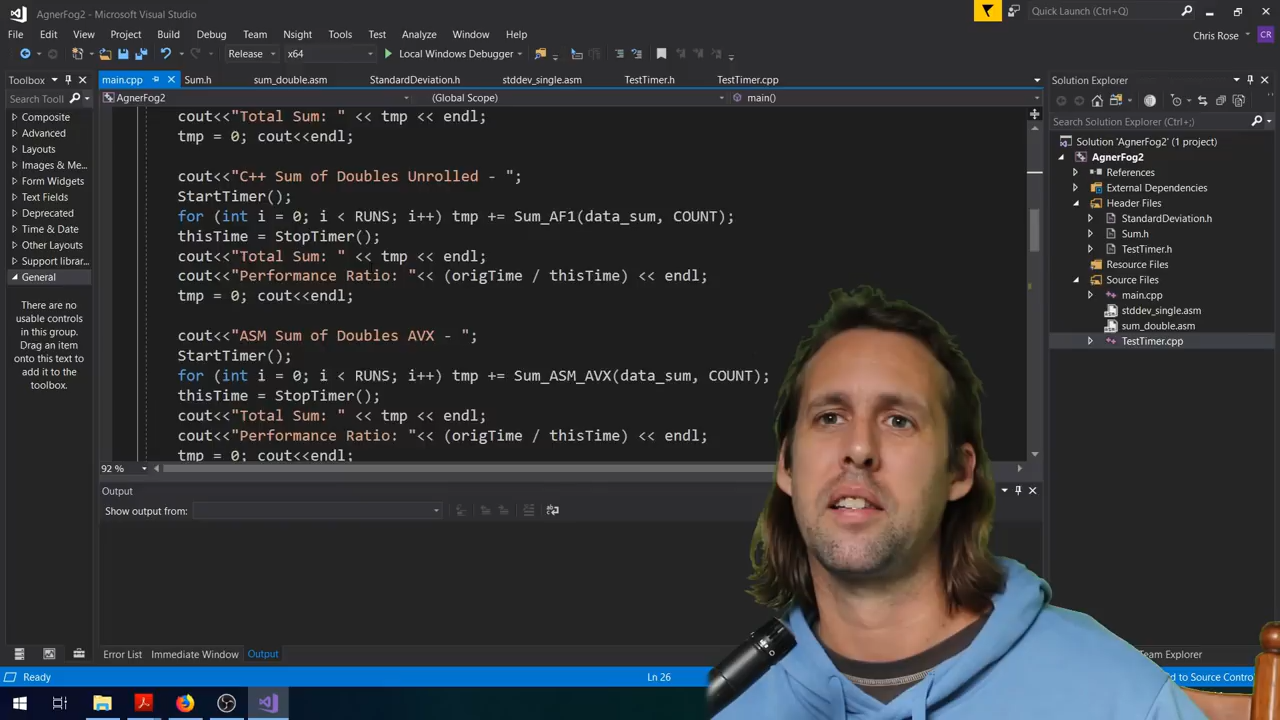 AgnerFog2 - Microsoft Visual Studio
Quick Launch (Ctrl+Q)
File Edit View Project Build Debug Team Nsight Tools Test Analyze Window Help
Chris Rose CR
Release x64 Local Windows Debugger
Toolbox
main.cpp Sum.h sum_double.asm StandardDeviation.h stddev_single.asm TestTimer.h TestTimer.cpp
Solution Explorer
Search Tooll
AgnerFog2 (Global Scope) main()
Search Solution Explorer (Ctrl+;)
Composite
Advanced
Layouts
Images & Me...
Form Widgets
Text Fields
Deprecated
Time & Date
Other Layouts
Support librar...
General
There are no
usable controls
in this group.
Drag an item
onto this text to
add it to the
toolbox.
cout<<"Total Sum: " << tmp << endl;
tmp = 0; cout<<endl;
cout<<"C++ Sum of Doubles Unrolled - ";
StartTimer();
for (int i = 0; i < RUNS; i++) tmp += Sum_AF1(data_sum, COUNT);
thisTime = StopTimer();
cout<<"Total Sum: " << tmp << endl;
cout<<"Performance Ratio: "<< (origTime / thisTime) << endl;
tmp = 0; cout<<endl;
cout<<"ASM Sum of Doubles AVX - ";
StartTimer();
for (int i = 0; i < RUNS; i++) tmp += Sum_ASM_AVX(data_sum, COUNT);
thisTime = StopTimer();
cout<<"Total Sum: " << tmp << endl;
cout<<"Performance Ratio: "<< (origTime / thisTime) << endl;
tmp = 0; cout<<endl;
92 %
Solution 'AgnerFog2' (1 project)
AgnerFog2
References
External Dependencies
Header Files
StandardDeviation.h
Sum.h
TestTimer.h
Resource Files
Source Files
main.cpp
stddev_single.asm
sum_double.asm
TestTimer.cpp
Output
Show output from:
Error List Immediate Window Output
Team Explorer
Ready
Ln 26
d to Source Contro